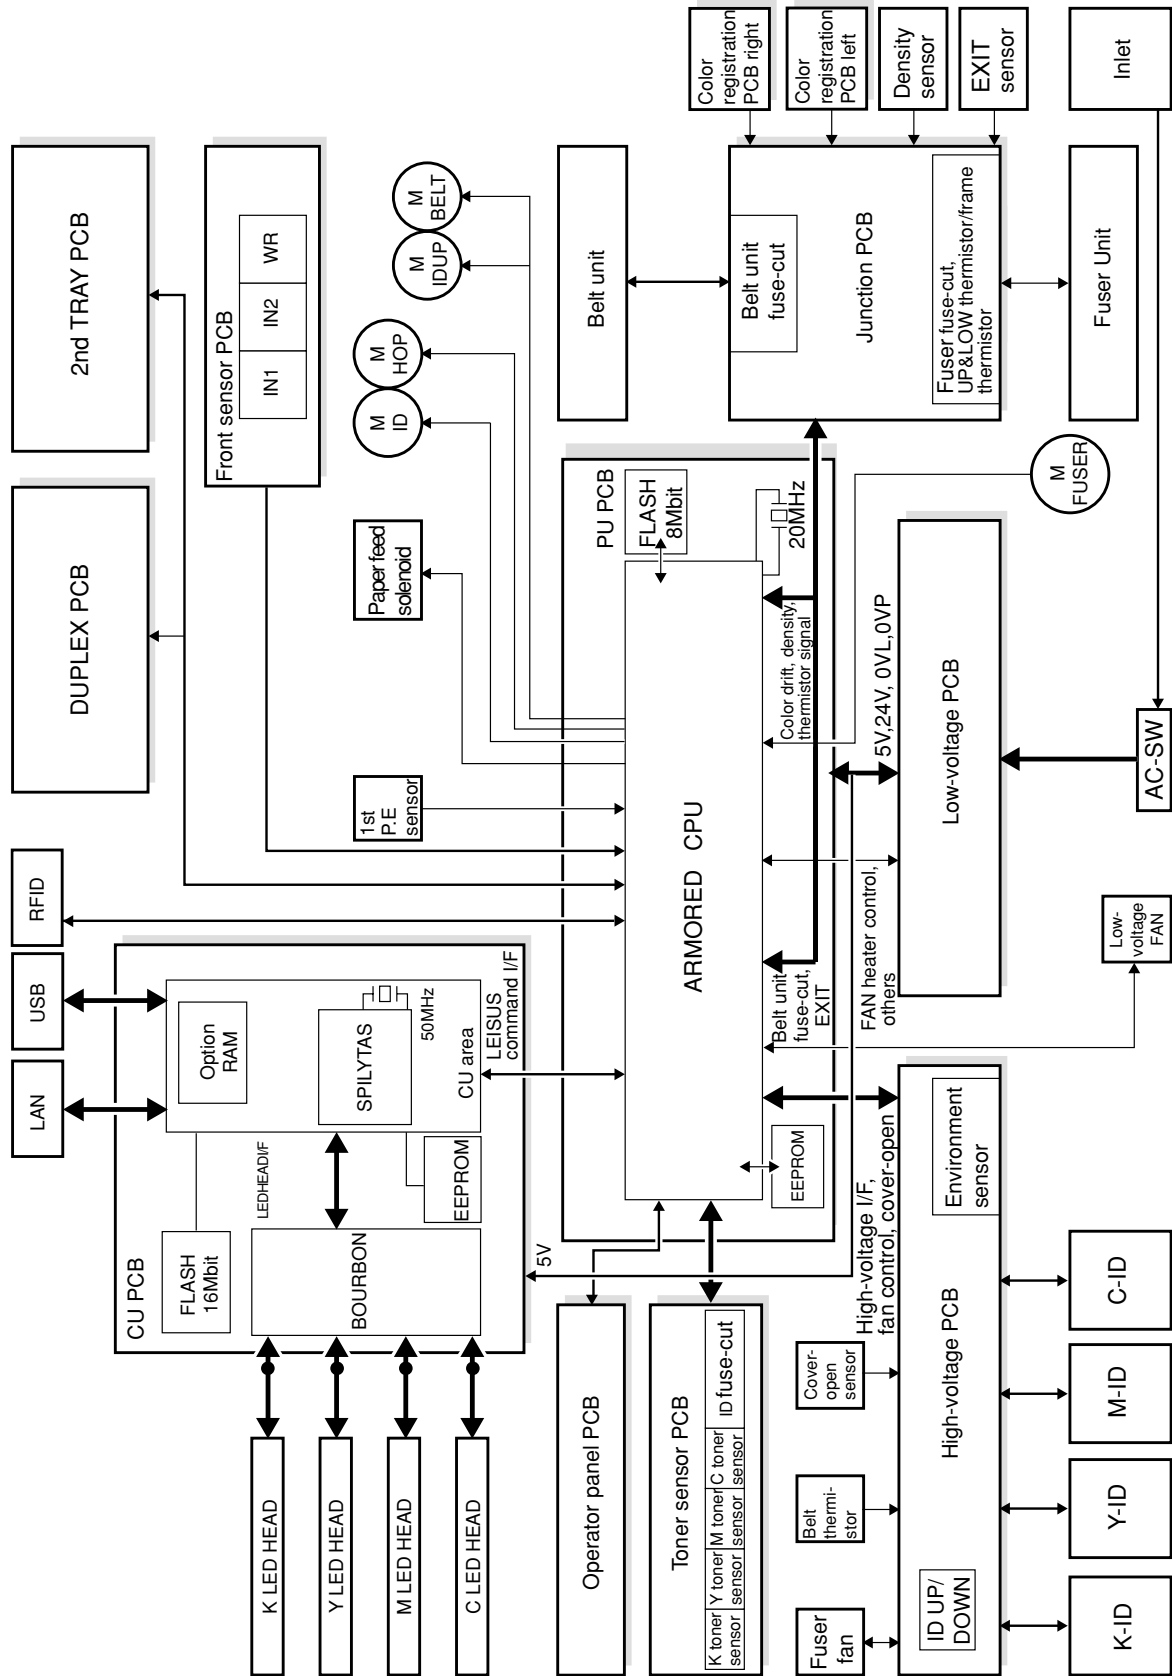 LAN
USB
RFID
DUPLEX PCB
2nd TRAY PCB
Front sensor PCB
IN1
IN2
WR
CU PCB
FLASH
16Mbit
LEDHEADI/F
Option
RAM
SPILYTAS
50MHz
CU area
LEISUS
command I/F
BOURBON
EEPROM
5V
K LED HEAD
Y LED HEAD
M LED HEAD
C LED HEAD
1st
P.E
sensor
Paper feed
solenoid
M
ID
M
HOP
M
IDUP
M
BELT
Operator panel PCB
Toner sensor PCB
K toner
sensor
Y toner
sensor
M toner
sensor
C toner
sensor
ID fuse-cut
PU PCB
FLASH
8Mbit
ARMORED CPU
20MHz
EEPROM
Belt unit
fuse-cut,
EXIT
Color drift, density,
thermistor signal
Belt unit
Belt unit
fuse-cut
Junction PCB
Fuser fuse-cut,
UP&LOW thermistor/frame
thermistor
Color
registration
PCB right
Color
registration
PCB left
Density
sensor
EXIT
sensor
Fuser Unit
Inlet
M
FUSER
High-voltage I/F,
fan control, cover-open
FAN heater control,
others
5V,24V, 0VL,0VP
Fuser
fan
Belt
thermi-
stor
Cover-
open
sensor
High-voltage PCB
ID UP/
DOWN
Environment
sensor
Low-voltage PCB
Low-
voltage
FAN
AC-SW
K-ID
Y-ID
M-ID
C-ID